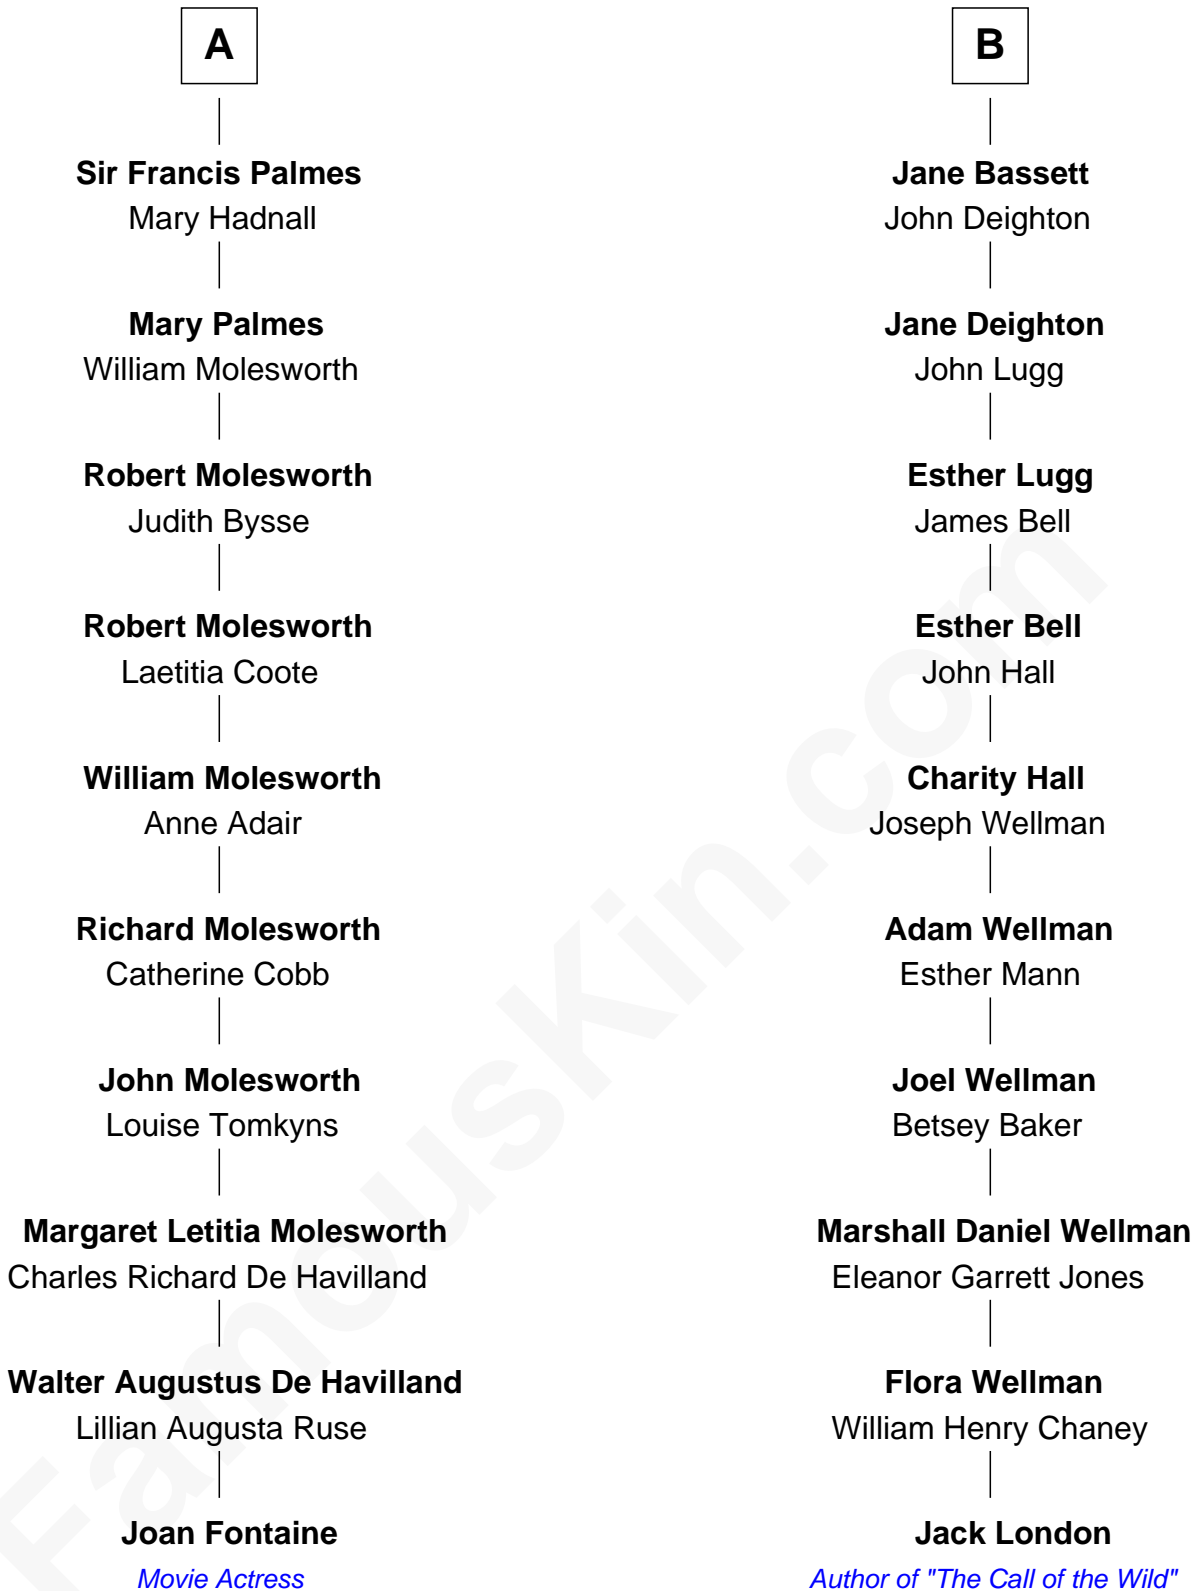 A
Sir Francis Palmes
Mary Hadnall
Mary Palmes
William Molesworth
Robert Molesworth
Judith Bysse
Robert Molesworth
Laetitia Coote
William Molesworth
Anne Adair
Richard Molesworth
Catherine Cobb
John Molesworth
Louise Tomkyns
Margaret Letitia Molesworth
Charles Richard De Havilland
Walter Augustus De Havilland
Lillian Augusta Ruse
Joan Fontaine
Movie Actress
B
Jane Bassett
John Deighton
Jane Deighton
John Lugg
Esther Lugg
James Bell
Esther Bell
John Hall
Charity Hall
Joseph Wellman
Adam Wellman
Esther Mann
Joel Wellman
Betsey Baker
Marshall Daniel Wellman
Eleanor Garrett Jones
Flora Wellman
William Henry Chaney
Jack London
Author of "The Call of the Wild"
FamousKin.com